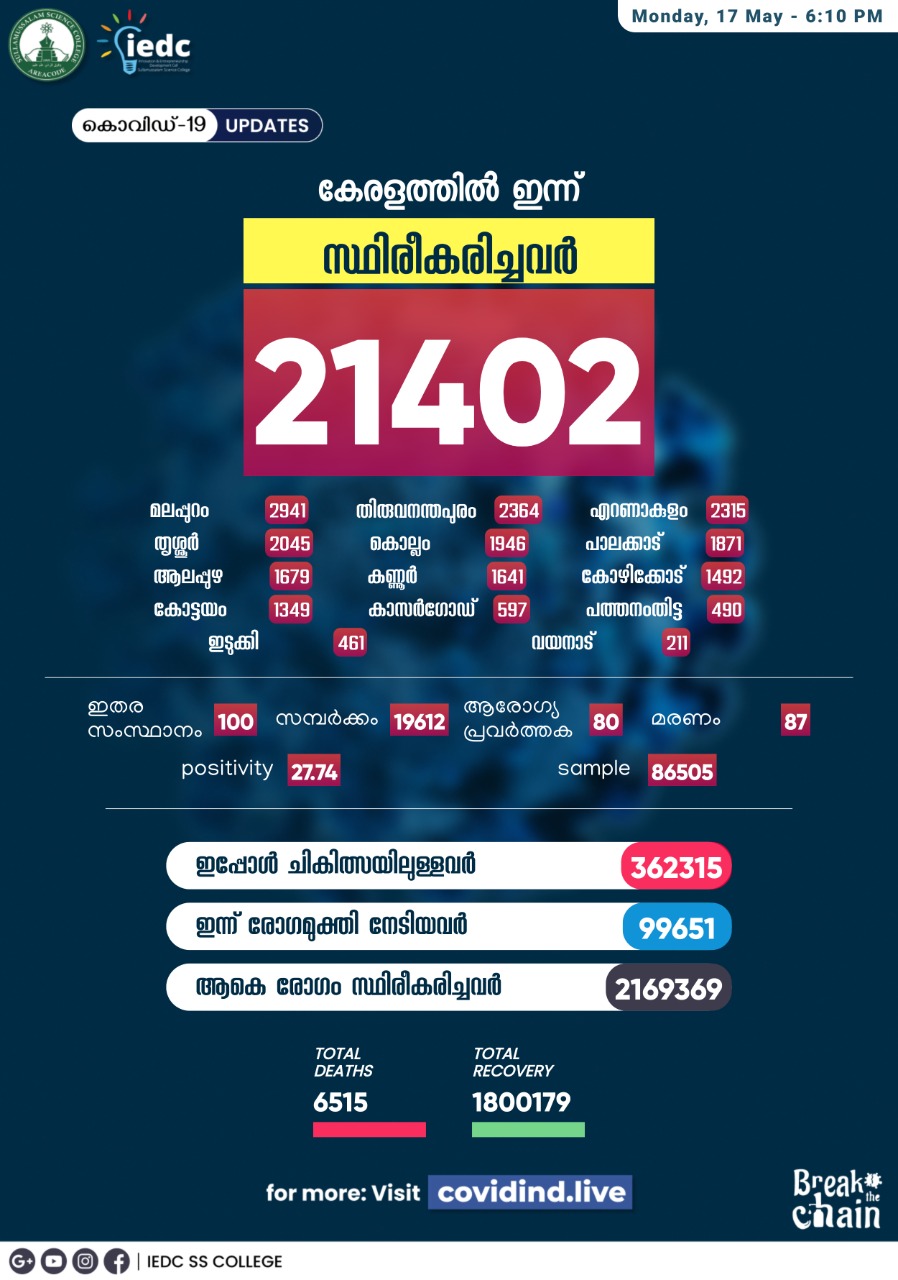 Monday, 17 May - 6:10 PM
SULLAMUSSALAM SCIENCE COLLEGE
AREACODE
iedc
കൊവിഡ്-19 UPDATES
കേരളത്തിൽ ഇന്ന്
സ്ഥിരീകരിച്ചവർ
21402
മലപ്പുറം 2941 തിരുവനന്തപുരം 2364 എറണാകുളം 2315
തൃശ്ശൂർ 2045 കൊല്ലം 1946 പാലക്കാട് 1871
ആലപ്പുഴ 1679 കണ്ണൂർ 1641 കോഴിക്കോട് 1492
കോട്ടയം 1349 കാസർഗോഡ് 597 പത്തനംതിട്ട 490
ഇടുക്കി 461 വയനാട് 211
ഇതര സംസ്ഥാനം 100 സമ്പർക്കം 19612 ആരോഗ്യ പ്രവർത്തക 80 മരണം 87
positivity 27.74 sample 86505
ഇപ്പോൾ ചികിത്സയിലുള്ളവർ 362315
ഇന്ന് രോഗമുക്തി നേടിയവർ 99651
ആകെ രോഗം സ്ഥിരീകരിച്ചവർ 2169369
TOTAL DEATHS
6515
TOTAL RECOVERY
1800179
for more: Visit covidind.live
Break the chain
IEDC SS COLLEGE